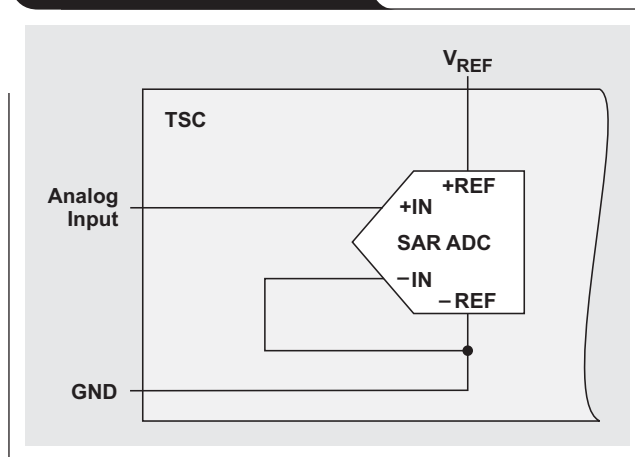 VREF
TSC
Analog
Input
+REF
+IN
SAR ADC
–IN
–REF
GND